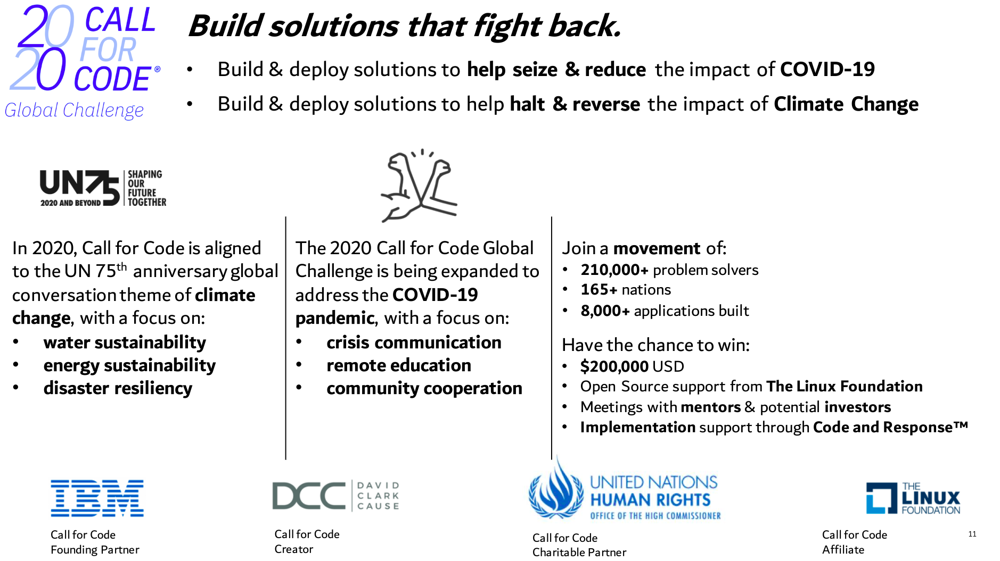 20 CALL
FOR
20 CODE®
Global Challenge
Build solutions that fight back.
• Build & deploy solutions to help seize & reduce the impact of COVID-19
• Build & deploy solutions to help halt & reverse the impact of Climate Change
UN75
2020 AND BEYOND
SHAPING
OUR
FUTURE
TOGETHER
In 2020, Call for Code is aligned
to the UN 75th anniversary global
conversation theme of climate
change, with a focus on:
• water sustainability
• energy sustainability
• disaster resiliency
The 2020 Call for Code Global
Challenge is being expanded to
address the COVID-19
pandemic, with a focus on:
• crisis communication
• remote education
• community cooperation
Join a movement of:
• 210,000+ problem solvers
• 165+ nations
• 8,000+ applications built
Have the chance to win:
• $200,000 USD
• Open Source support from The Linux Foundation
• Meetings with mentors & potential investors
• Implementation support through Code and Response™
IBM
Call for Code
Founding Partner
DCC
DAVID
CLARK
CAUSE
Call for Code
Creator
UNITED NATIONS
HUMAN RIGHTS
OFFICE OF THE HIGH COMMISSIONER
Call for Code
Charitable Partner
THE
LINUX
FOUNDATION
Call for Code
Affiliate
11